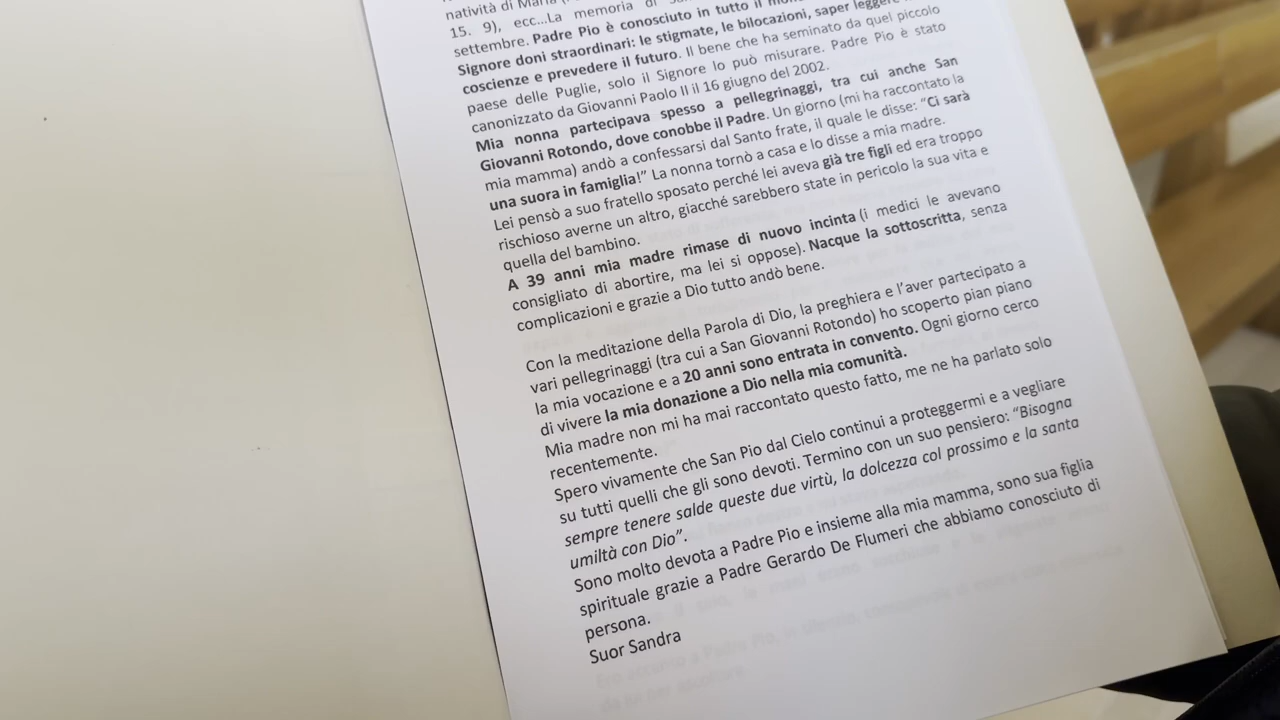 natività di Maria
15. 9), ecc...La memoria di
settembre. Padre Pio è conosciuto in tutto il
Signore doni straordinari: le stigmate, le bilocazioni, saper leggere
coscienze e prevedere il futuro. Il bene che ha seminato da quel piccolo
paese delle Puglie, solo il Signore lo può misurare. Padre Pio è stato
canonizzato da Giovanni Paolo II il 16 giugno del 2002.
Mia nonna partecipava spesso a pellegrinaggi, tra cui anche San
Giovanni Rotondo, dove conobbe il Padre. Un giorno (mi ha raccontato la
mia mamma) andò a confessarsi dal Santo frate, il quale le disse: “Ci sarà
una suora in famiglia!” La nonna tornò a casa e lo disse a mia madre.
Lei pensò a suo fratello sposato perché lei aveva già tre figli ed era troppo
rischioso averne un altro, giacché sarebbero state in pericolo la sua vita e
quella del bambino.
A 39 anni mia madre rimase di nuovo incinta (i medici le avevano
consigliato di abortire, ma lei si oppose). Nacque la sottoscritta, senza
complicazioni e grazie a Dio tutto andò bene.
Con la meditazione della Parola di Dio, la preghiera e l’aver partecipato a
vari pellegrinaggi (tra cui a San Giovanni Rotondo) ho scoperto pian piano
la mia vocazione e a 20 anni sono entrata in convento. Ogni giorno cerco
di vivere la mia donazione a Dio nella mia comunità.
Mia madre non mi ha mai raccontato questo fatto, me ne ha parlato solo
recentemente.
Spero vivamente che San Pio dal Cielo continui a proteggermi e a vegliare
su tutti quelli che gli sono devoti. Termino con un suo pensiero: “Bisogna
sempre tenere salde queste due virtù, la dolcezza col prossimo e la santa
umiltà con Dio”.
Sono molto devota a Padre Pio e insieme alla mia mamma, sono sua figlia
spirituale grazie a Padre Gerardo De Flumeri che abbiamo conosciuto di
persona.
Suor Sandra